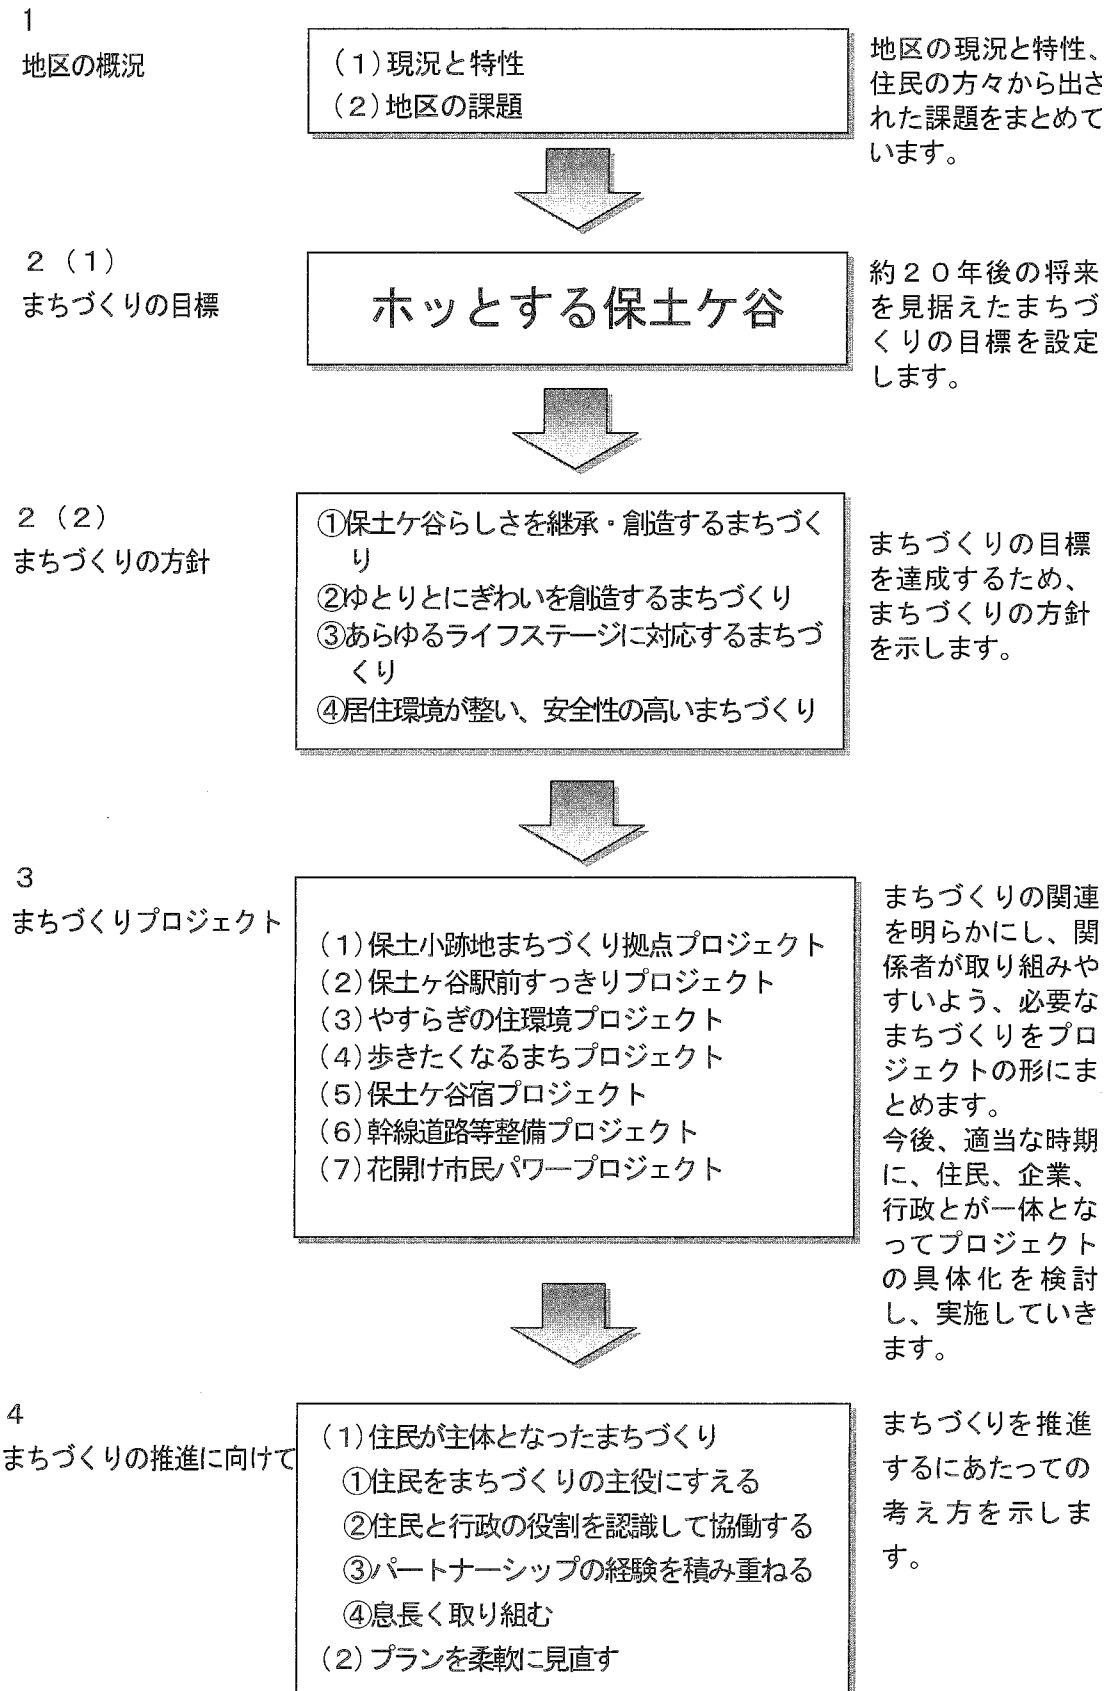 1
地区の概況
(1)現況と特性
(2)地区の課題
地区の現況と特性、
住民の方々から出さ
れた課題をまとめて
います。
2 (1)
まちづくりの目標
ホッとする保土ケ谷
約20年後の将来
を見据えたまちづ
くりの目標を設定
します。
2 (2)
まちづくりの方針
①保土ケ谷らしさを継承・創造するまちづく
り
②ゆとりとにぎわいを創造するまちづくり
③あらゆるライフステージに対応するまちづ
くり
④居住環境が整い、安全性の高いまちづくり
まちづくりの目標
を達成するため、
まちづくりの方針
を示します。
3
まちづくりプロジェクト
(1)保土小跡地まちづくり拠点プロジェクト
(2)保土ヶ谷駅前すっきりプロジェクト
(3)やすらぎの住環境プロジェクト
(4)歩きたくなるまちプロジェクト
(5)保土ケ谷宿プロジェクト
(6)幹線道路等整備プロジェクト
(7)花開け市民パワープロジェクト
まちづくりの関連
を明らかにし、関
係者が取り組みや
すいよう、必要な
まちづくりをプロ
ジェクトの形にま
とめます。
今後、適当な時期
に、住民、企業、
行政とが一体とな
ってプロジェクト
の具体化を検討
し、実施していき
ます。
4
まちづくりの推進に向けて
(1)住民が主体となったまちづくり
①住民をまちづくりの主役にすえる
②住民と行政の役割を認識して協働する
③パートナーシップの経験を積み重ねる
④息長く取り組む
(2)プランを柔軟に見直す
まちづくりを推進
するにあたっての
考え方を示しま
す。